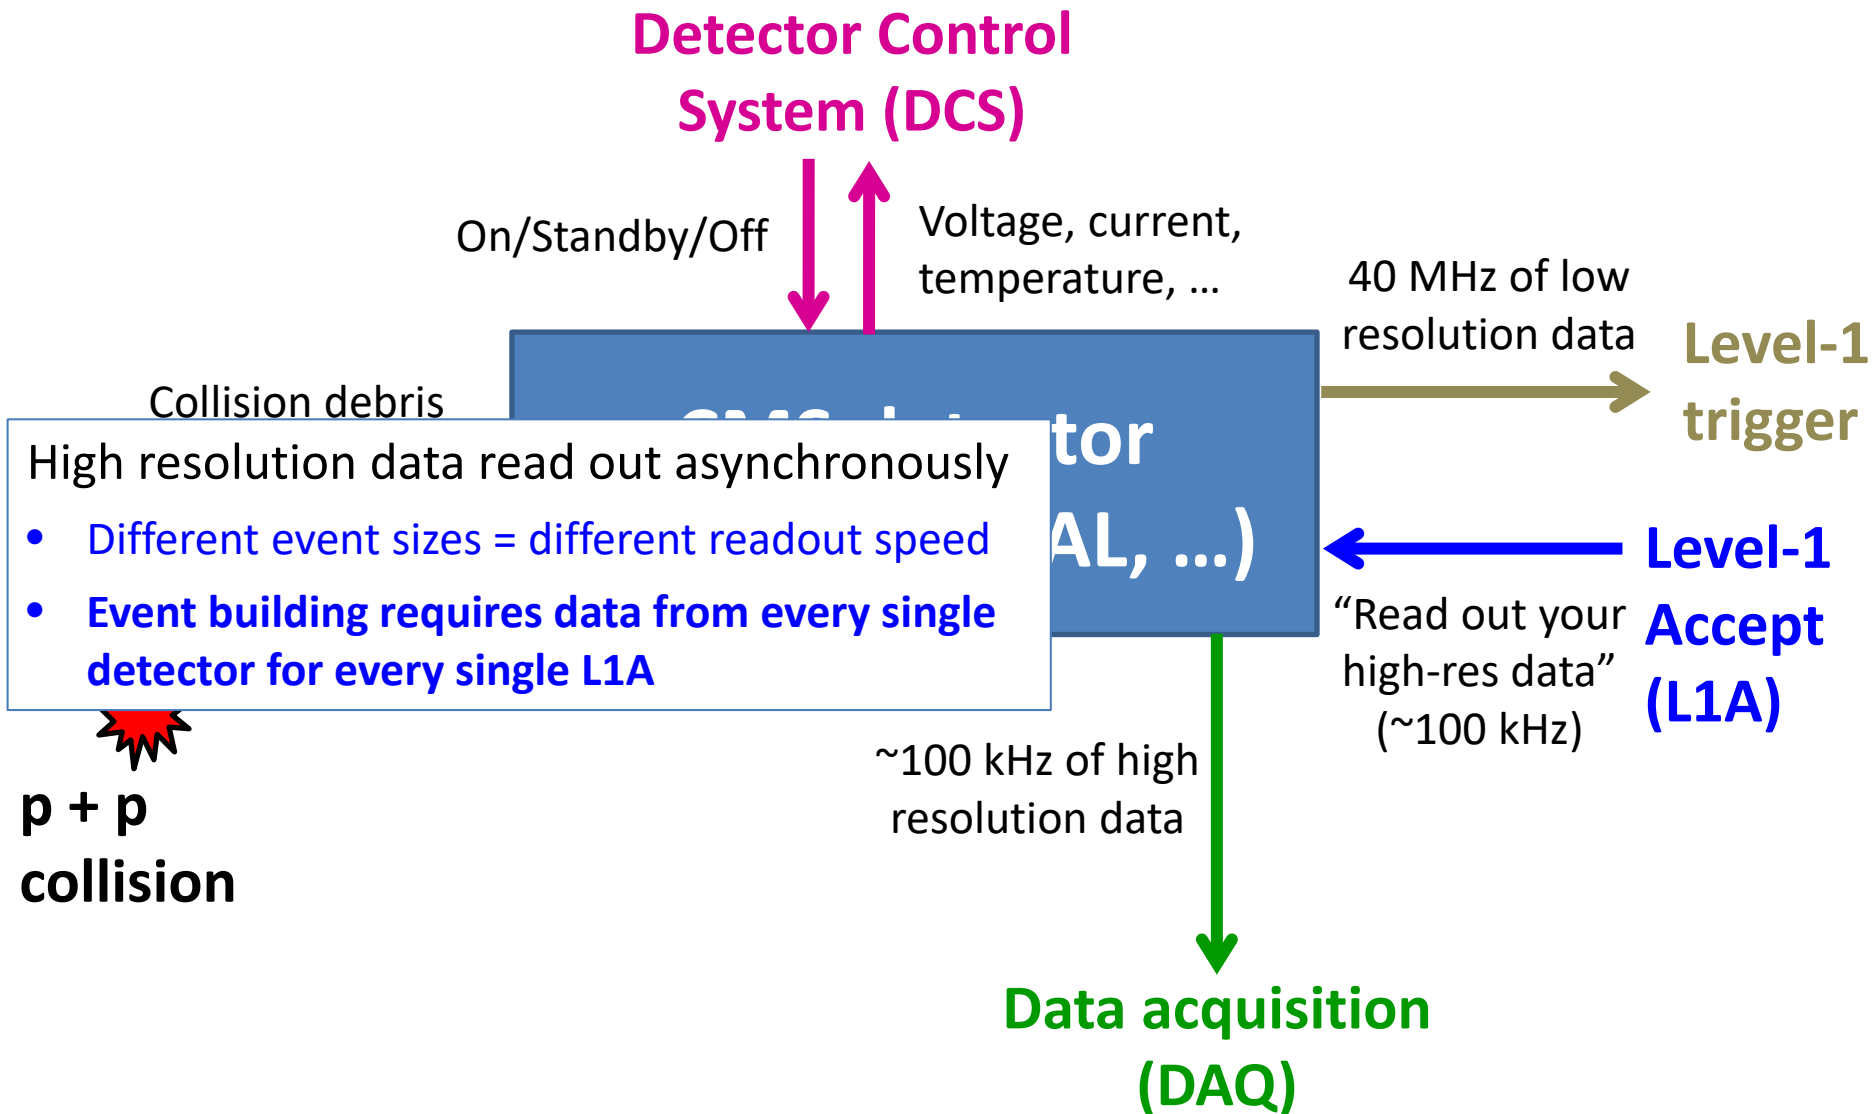 Detector Control
System (DCS)
On/Standby/Off
Voltage, current,
temperature, ...
40 MHz of low
resolution data
Level-1
trigger
Collision debris
High resolution data read out asynchronously
• Different event sizes = different readout speed
• Event building requires data from every single
detector for every single L1A
tor
AL, ...)
Level-1
Accept
(L1A)
“Read out your
high-res data”
(~100 kHz)
~100 kHz of high
resolution data
p + p
collision
Data acquisition
(DAQ)